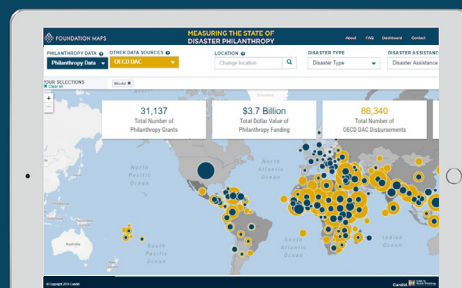 FOUNDATION MAPS
MEASURING THE STATE OF
DISASTER PHILANTHROPY
About FAQ Dashboard Contact
PHILANTHROPY DATA
OTHER DATA SOURCES
LOCATION
DISASTER TYPE
DISASTER ASSISTANC
Philanthropy Data
OECD DAC
Change location
Disaster Type
Disaster Assistance
YOUR SELECTIONS
Clear all
World
31,137
Total Number of
Philanthropy Grants
$3.7 Billion
Total Dollar Value of
Philanthropy Funding
86,340
Total Number of
OECD DAC Disbursements
North
Pacific
Ocean
North
Atlantic
Ocean
South
Pacific
Ocean
South
Atlantic
Ocean
Indian
Ocean
Australia
Candid